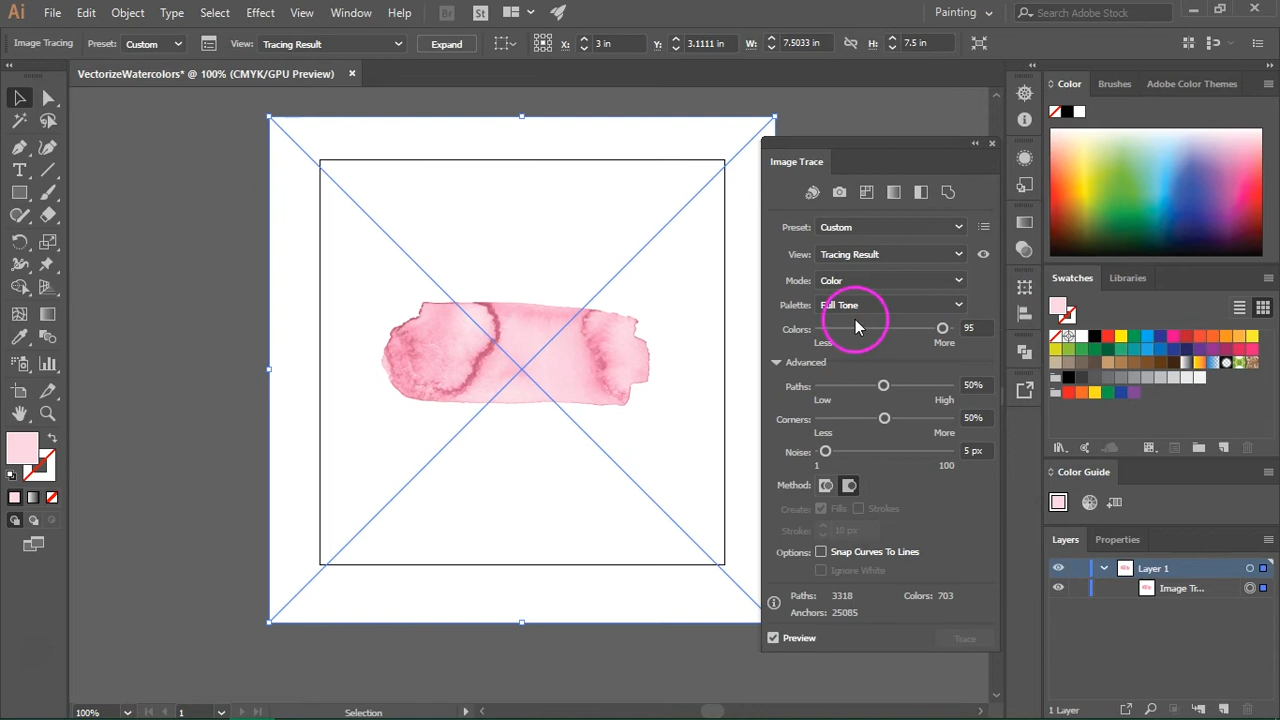 Ai File Edit Object Type Select Effect View Window Help Br St Painting Search Adobe Stock
Image Tracing Preset: Custom View: Tracing Result Expand X: 3 in Y: 3.1111 in W: 7.5033 in H: 7.5 in
VectorizeWatercolors* @ 100% (CMYK/GPU Preview)
Image Trace
Preset: Custom
View: Tracing Result
Mode: Color
Palette: Full Tone
Colors: 95
Less More
Advanced
Paths: 50%
Low High
Corners: 50%
Less More
Noise: 5 px
1 100
Method:
Create: Fills Strokes
Stroke: 10 px
Options: Snap Curves To Lines
Ignore White
Paths: 3318 Colors: 703
Anchors: 25085
Preview Trace
Color Brushes Adobe Color Themes
Swatches Libraries
Color Guide
Layers Properties
Layer 1
Image Tr...
1 Layer
100% 1 Selection